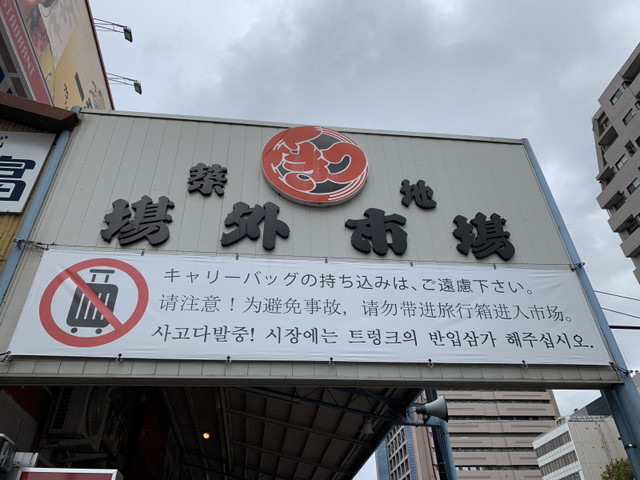 築地
場外市場
キャリーバッグの持ち込みは、ご遠慮下さい。
请注意！为避免事故，请勿带进旅行箱进入市场。
사고다발중! 시장에는 트렁크의 반입삼가 해주십시오.
富